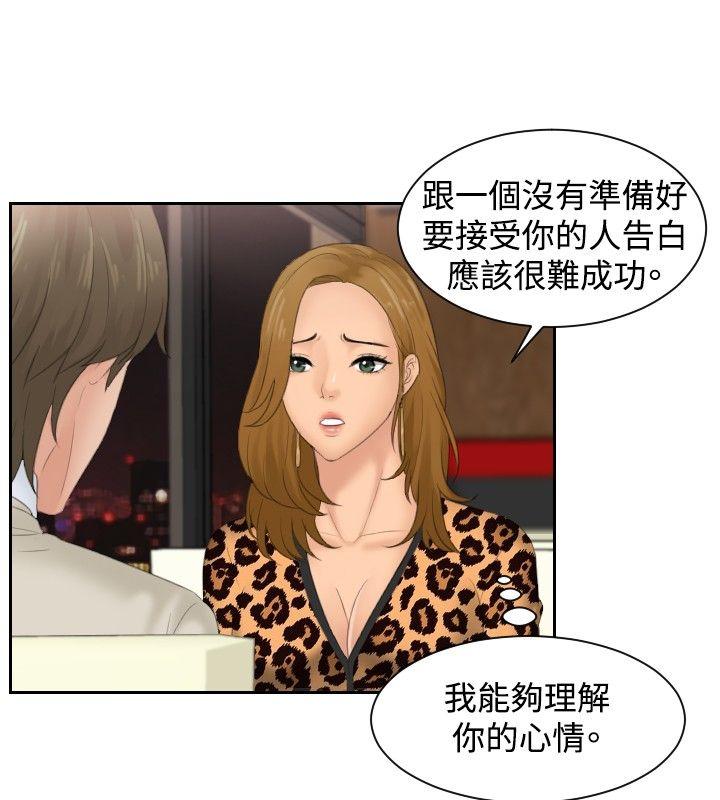 跟一個沒有準備好
要接受你的人告白
應該很難成功。
我能夠理解
你的心情。